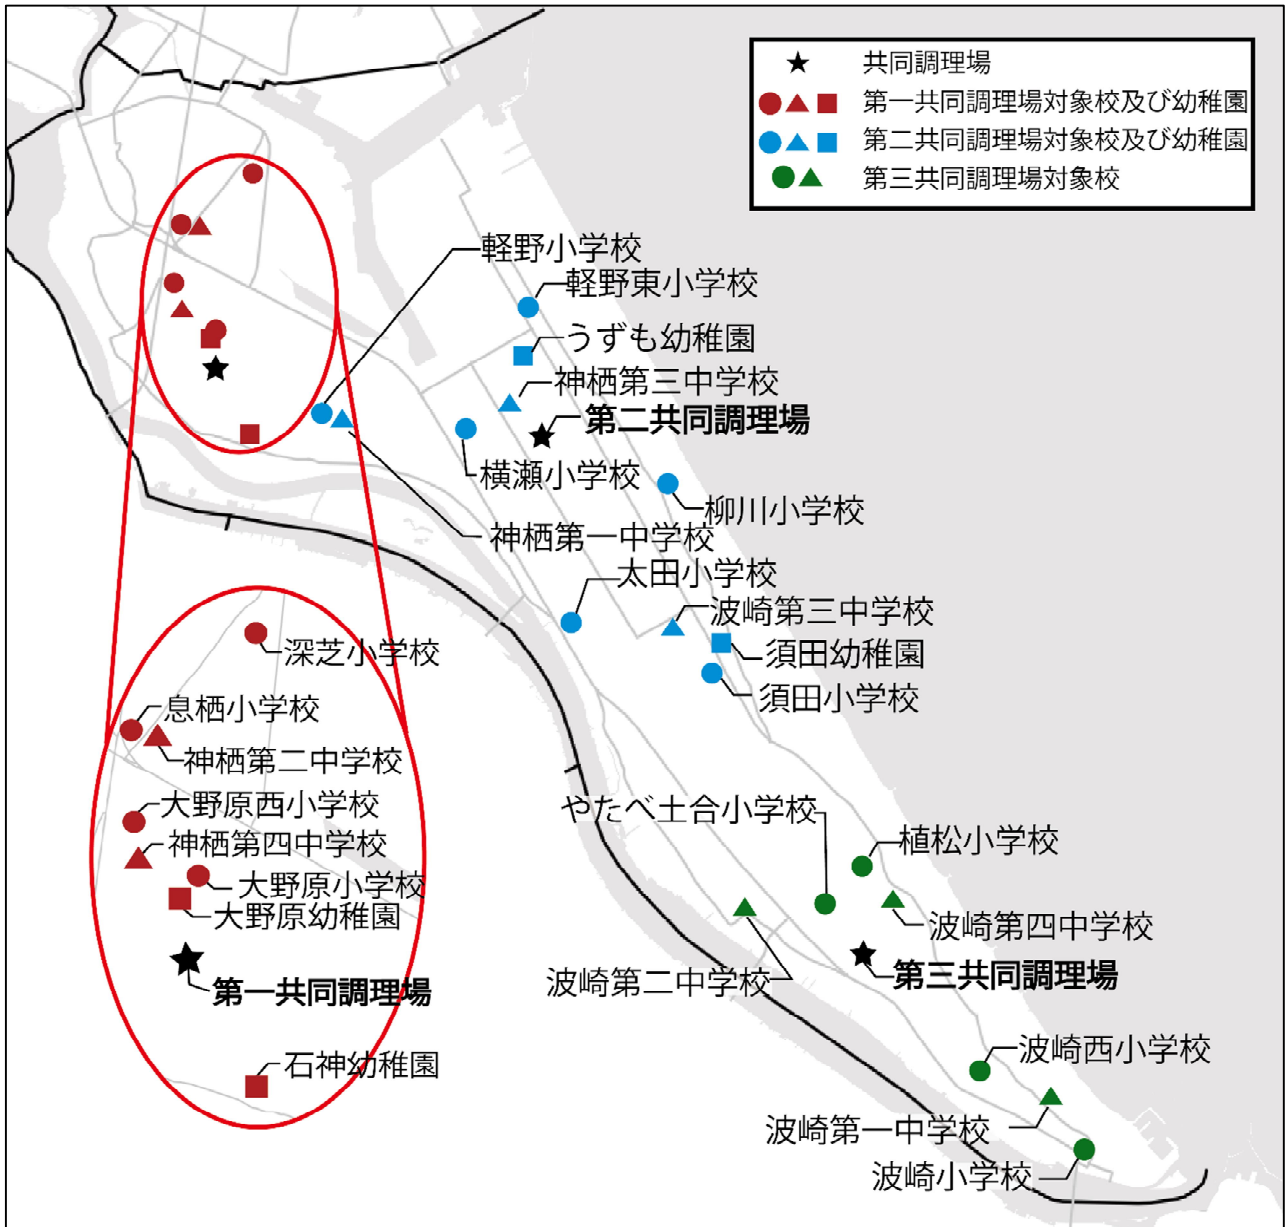 共同調理場
第一共同調理場対象校及び幼稚園
第二共同調理場対象校及び幼稚園
第三共同調理場対象校
軽野小学校
軽野東小学校
うずも幼稚園
神栖第三中学校
第二共同調理場
横瀬小学校
柳川小学校
神栖第一中学校
太田小学校
波崎第三中学校
須田幼稚園
須田小学校
深芝小学校
息栖小学校
神栖第二中学校
大野原西小学校
神栖第四中学校
大野原小学校
大野原幼稚園
第一共同調理場
石神幼稚園
やたべ土合小学校
植松小学校
波崎第四中学校
第三共同調理場
波崎第二中学校
波崎西小学校
波崎第一中学校
波崎小学校